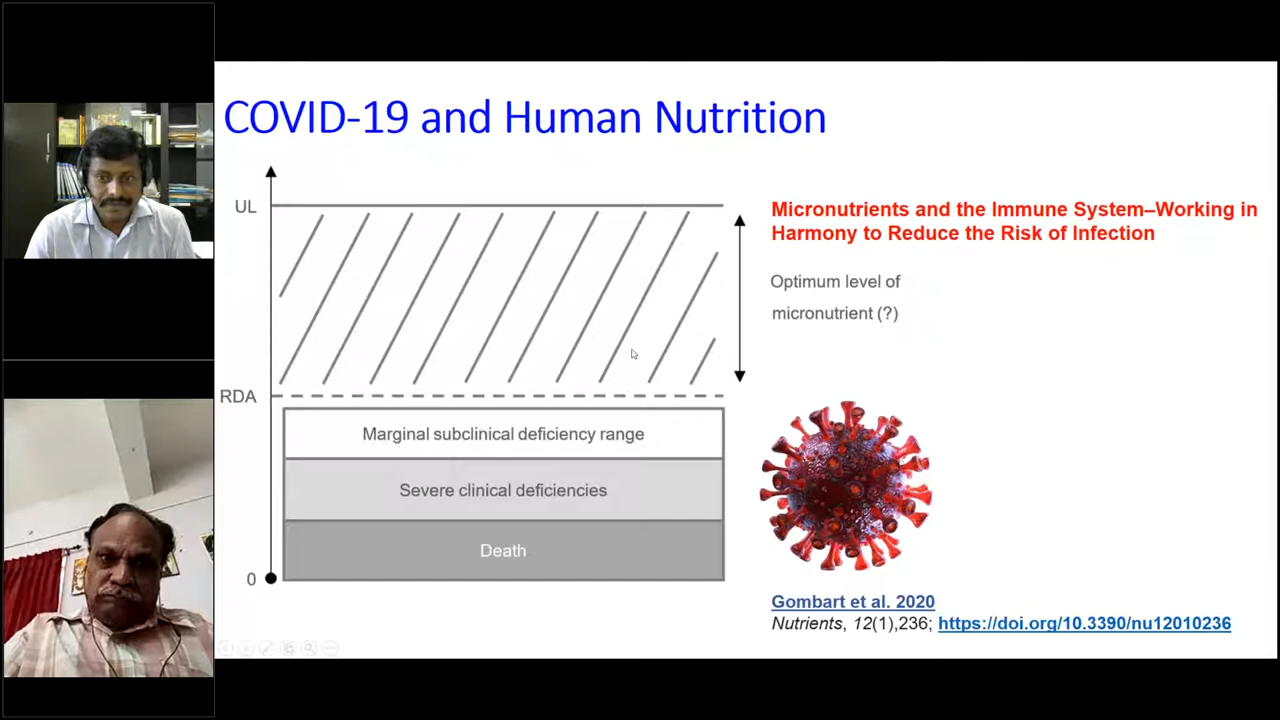 COVID-19 and Human Nutrition
UL
Micronutrients and the Immune System–Working in
Harmony to Reduce the Risk of Infection
Optimum level of
micronutrient (?)
RDA
Marginal subclinical deficiency range
Severe clinical deficiencies
Death
0
Gombart et al. 2020
Nutrients, 12(1),236; https://doi.org/10.3390/nu12010236